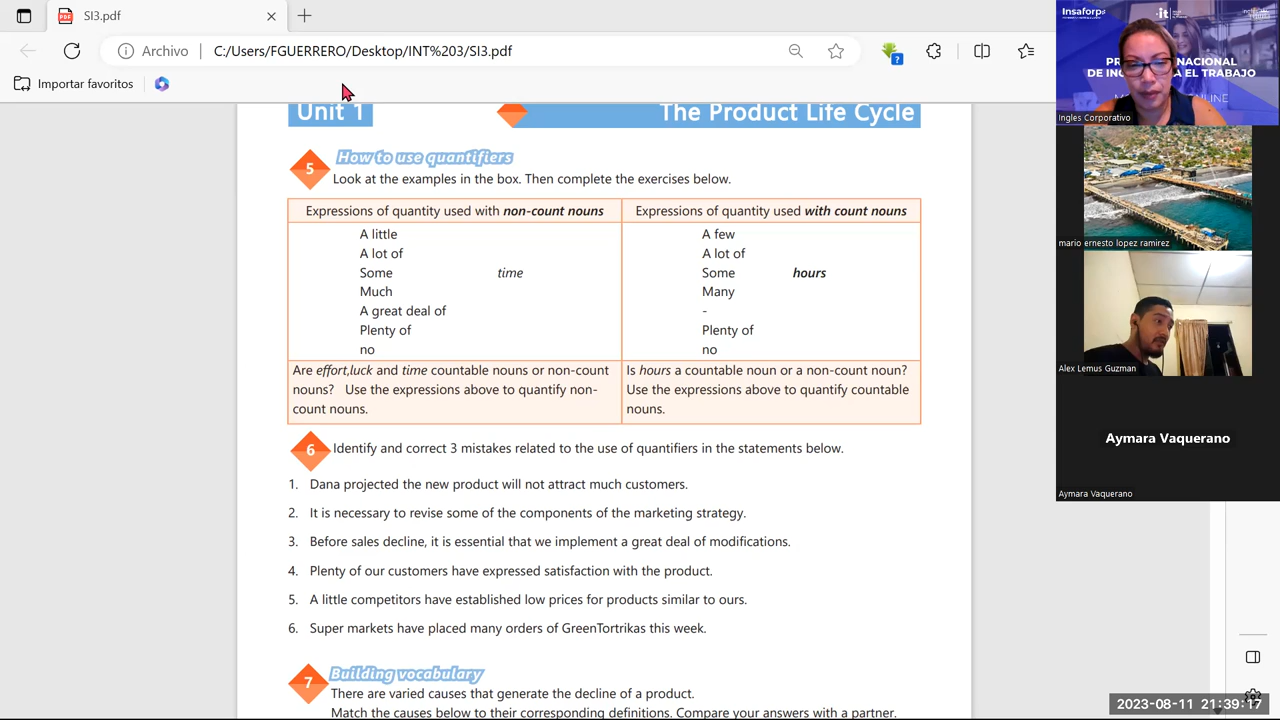 SI3.pdf
Archivo
C:/Users/FGUERRERO/Desktop/INT%203/SI3.pdf
Importar favoritos
Unit 1
The Product Life Cycle
5
How to use quantifiers
Look at the examples in the box. Then complete the exercises below.
Expressions of quantity used with non-count nouns
Expressions of quantity used with count nouns
A little
A lot of
Some time
Much
A great deal of
Plenty of
no
A few
A lot of
Some hours
Many
-
Plenty of
no
Are effort,luck and time countable nouns or non-count
nouns? Use the expressions above to quantify non-
count nouns.
Is hours a countable noun or a non-count noun?
Use the expressions above to quantify countable
nouns.
6
Identify and correct 3 mistakes related to the use of quantifiers in the statements below.
1. Dana projected the new product will not attract much customers.
2. It is necessary to revise some of the components of the marketing strategy.
3. Before sales decline, it is essential that we implement a great deal of modifications.
4. Plenty of our customers have expressed satisfaction with the product.
5. A little competitors have established low prices for products similar to ours.
6. Super markets have placed many orders of GreenTortrikas this week.
7
Building vocabulary
There are varied causes that generate the decline of a product.
Match the causes below to their corresponding definitions. Compare your answers with a partner.
Insaforp
it
NACIONAL
DE A EL TRABAJO
Ingles Corporativo
mario ernesto lopez ramirez
Alex Lemus Guzman
Aymara Vaquerano
Aymara Vaquerano
2023-08-11 21:39:17